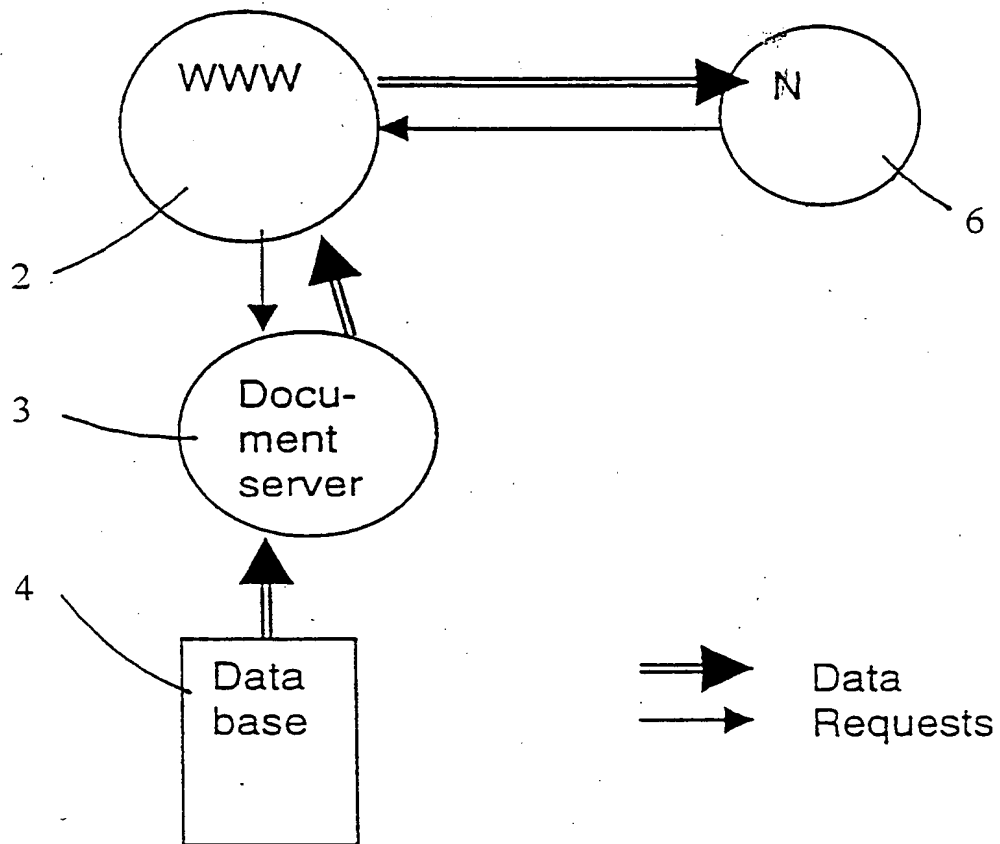 WWW
N
6
2
3
Docu-
ment
server
4
Data
base
Data
Requests